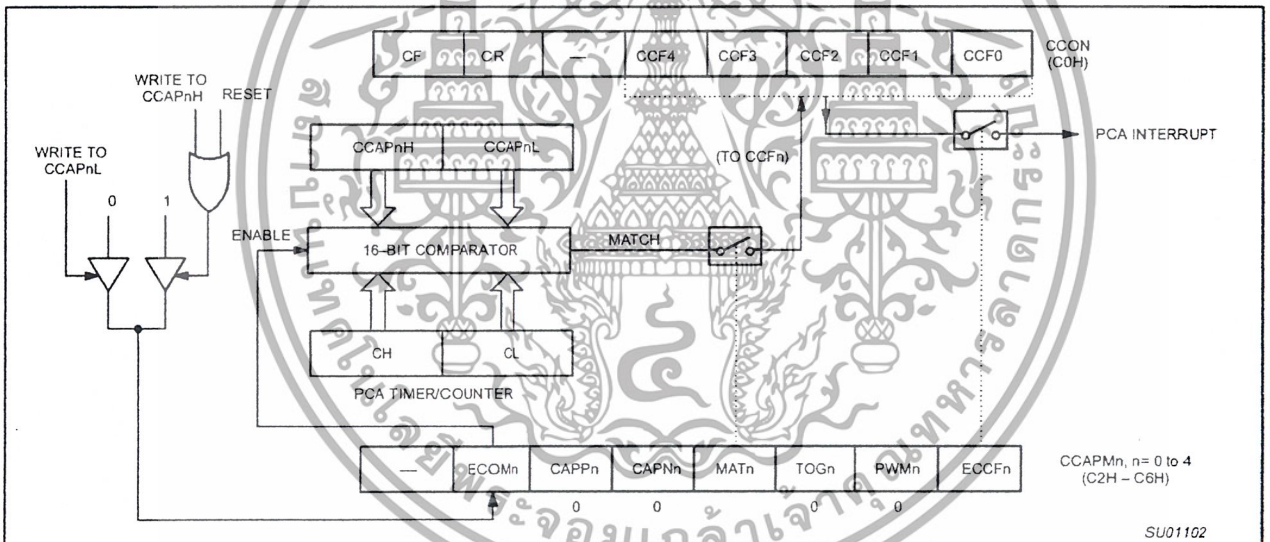 CF CR — CCF4 CCF3 CCF2 CCF1 CCF0
CCON
(C0H)
WRITE TO
CCAPnH
RESET
PCA INTERRUPT
CCAPnH CCAPnL
(TO CCFn)
WRITE TO
CCAPnL
0 1
ENABLE
16–BIT COMPARATOR
MATCH
CH CL
PCA TIMER/COUNTER
— ECOMn CAPPn CAPNn MATn TOGn PWMn ECCFn
CCAPMn, n= 0 to 4
(C2H – C6H)
0 0 0 0
SU01102